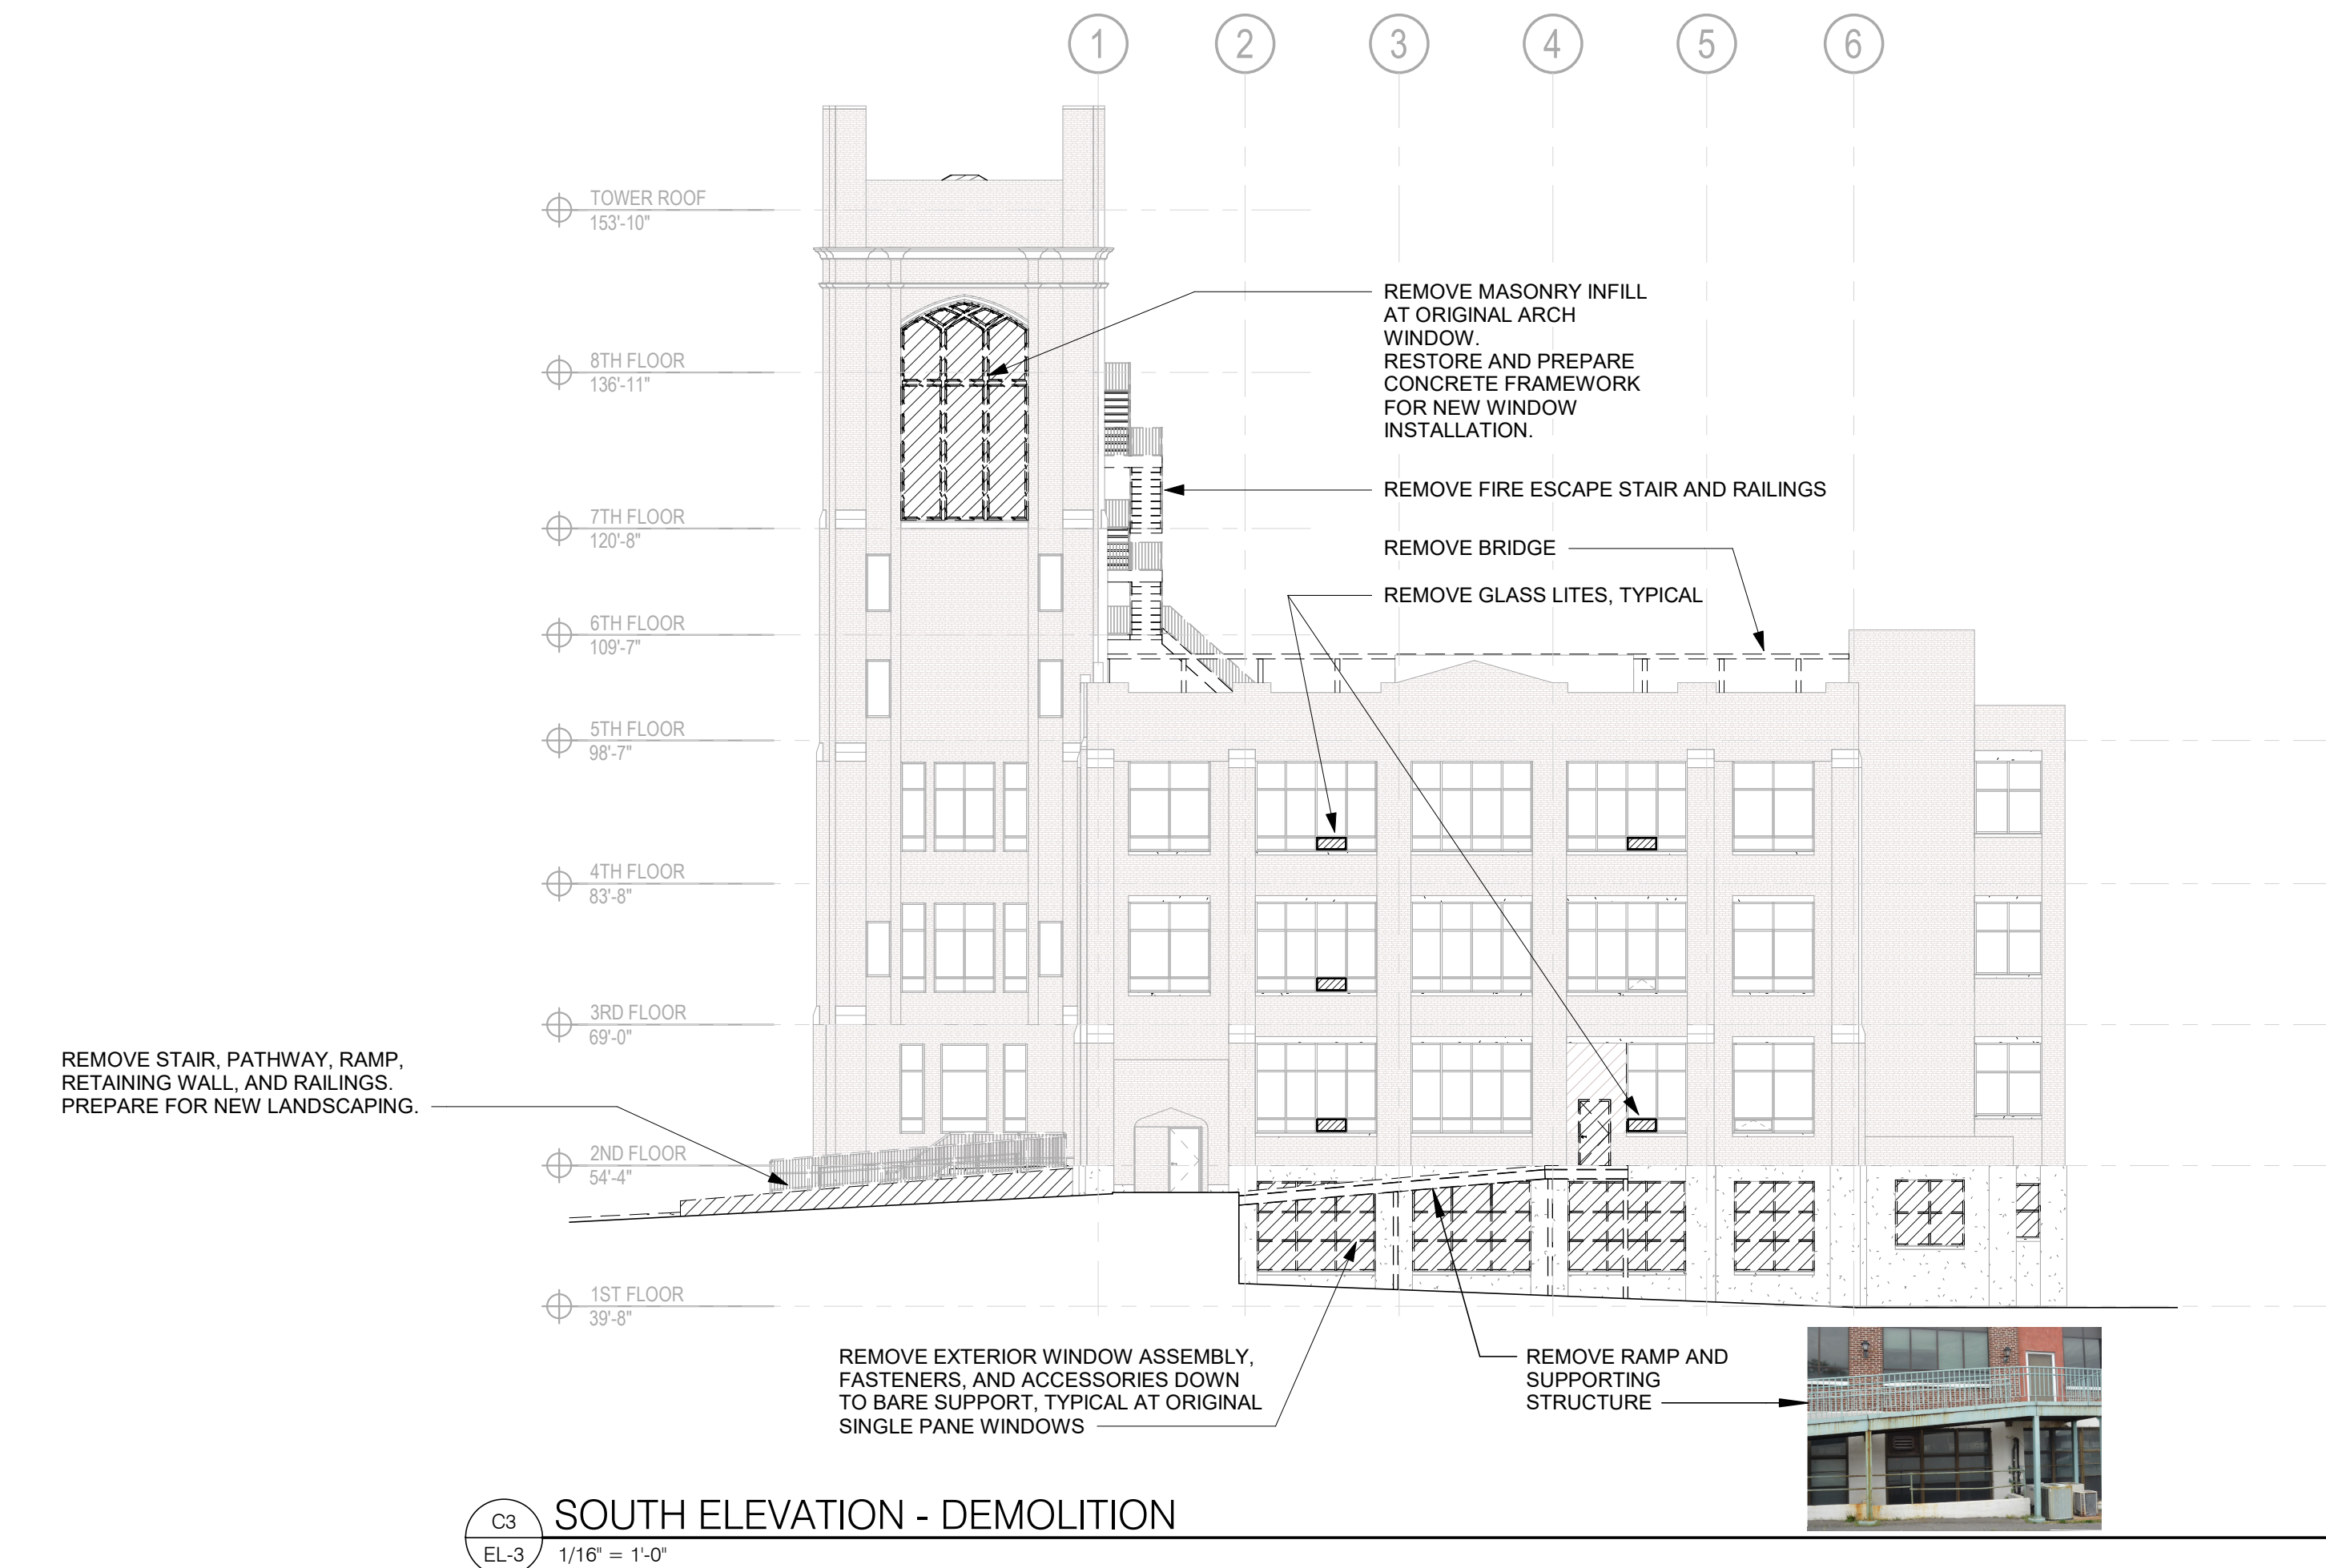 1 2 3 4 5 6
TOWER ROOF
153'-10"
REMOVE MASONRY INFILL
AT ORIGINAL ARCH
WINDOW.
RESTORE AND PREPARE
CONCRETE FRAMEWORK
FOR NEW WINDOW
INSTALLATION.
8TH FLOOR
136'-11"
REMOVE FIRE ESCAPE STAIR AND RAILINGS
7TH FLOOR
120'-8"
REMOVE BRIDGE
REMOVE GLASS LITES, TYPICAL
6TH FLOOR
109'-7"
5TH FLOOR
98'-7"
4TH FLOOR
83'-8"
3RD FLOOR
69'-0"
REMOVE STAIR, PATHWAY, RAMP,
RETAINING WALL, AND RAILINGS.
PREPARE FOR NEW LANDSCAPING.
2ND FLOOR
54'-4"
1ST FLOOR
39'-8"
REMOVE EXTERIOR WINDOW ASSEMBLY,
FASTENERS, AND ACCESSORIES DOWN
TO BARE SUPPORT, TYPICAL AT ORIGINAL
SINGLE PANE WINDOWS
REMOVE RAMP AND
SUPPORTING
STRUCTURE
C3
EL-3
SOUTH ELEVATION - DEMOLITION
1/16" = 1'-0"